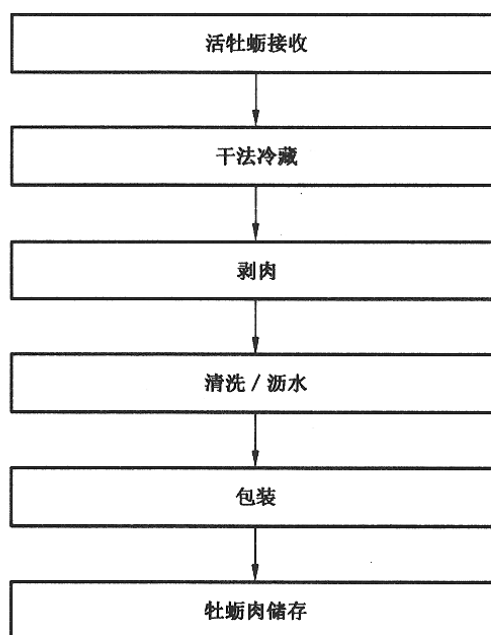 活牡蛎接收
干法冷藏
剥肉
清洗/沥水
包装
牡蛎肉储存